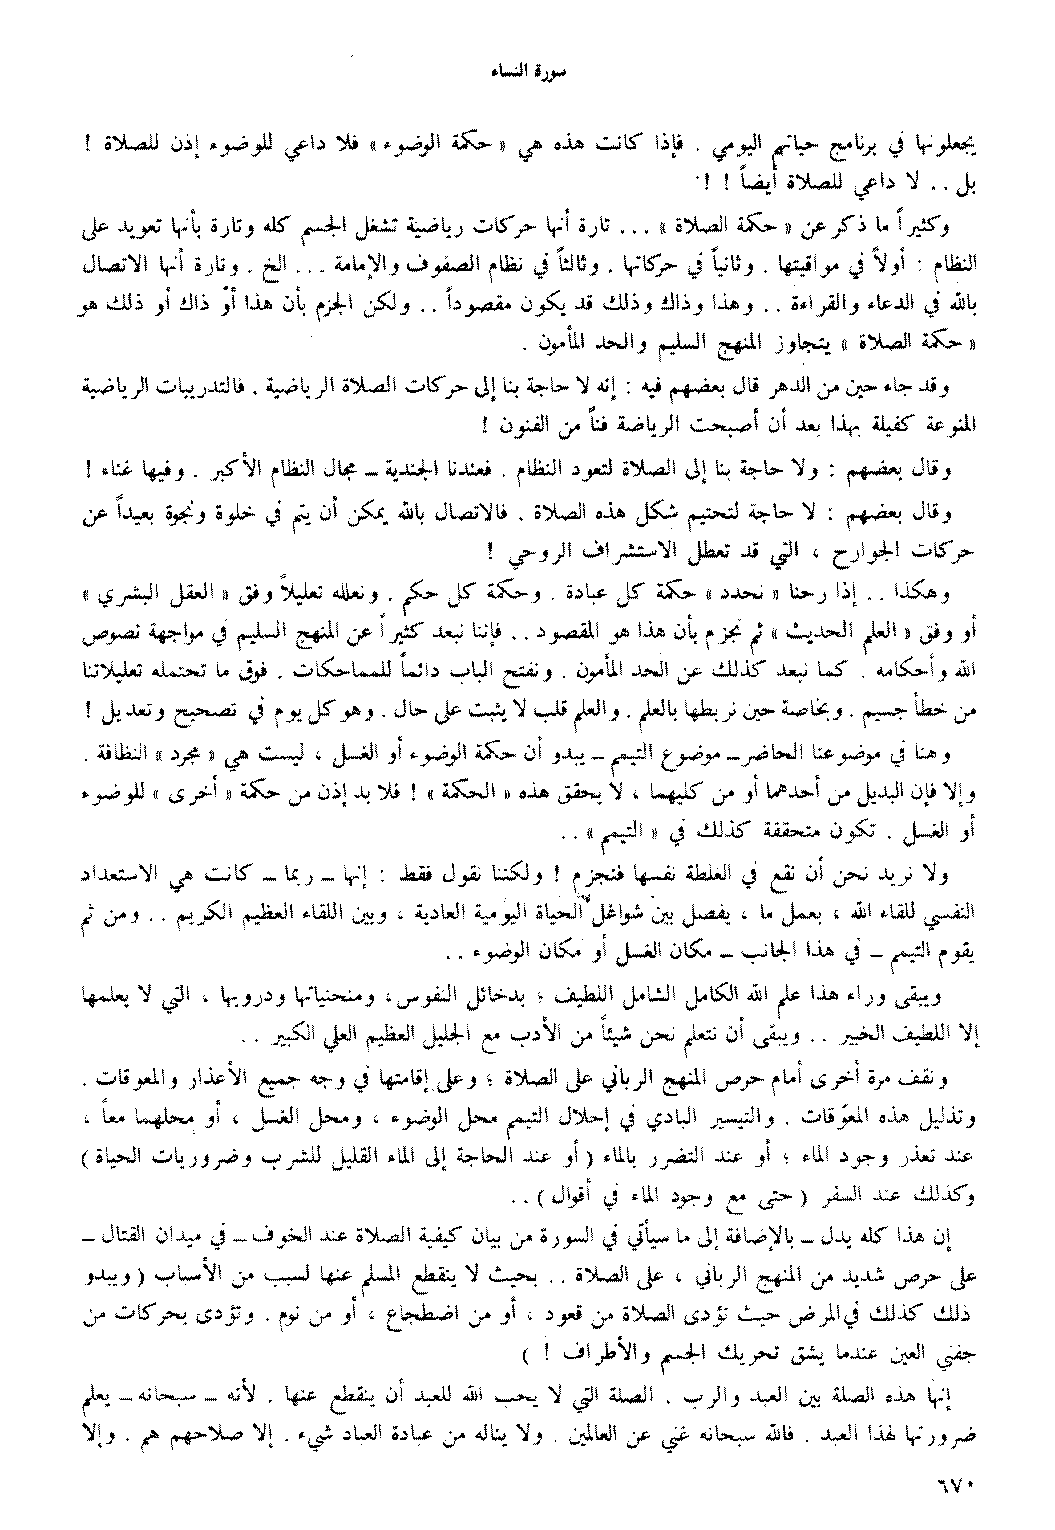 سورة النساء
يجعلونها في برنامج حياتهم اليومي . فإذا كانت هذه هي « حكمة الوضوء » فلا داعي للوضوء إذن للصلاة !
بل .. لا داعي للصلاة أيضاً ! !
وكثيراً ما ذكر عن « حكمة الصلاة » ... تارة أنها حركات رياضية تشغل الجسم كله وتارة بأنها تعويد على
النظام : أولاً في مواقيتها . وثانياً في حركاتها . وثالثاً في نظام الصفوف والإمامة ... الخ . وتارة أنها الاتصال
بالله في الدعاء والقراءة .. وهذا وذاك وذلك قد يكون مقصوداً .. ولكن الجزم بأن هذا أو ذاك أو ذلك هو
« حكمة الصلاة » يتجاوز المنهج السليم والحد المأمون .
وقد جاء حين من الدهر قال بعضهم فيه : إنه لا حاجة بنا إلى حركات الصلاة الرياضية . فالتدريبات الرياضية
المنوعة كفيلة بهذا بعد أن أصبحت الرياضة فناً من الفنون !
وقال بعضهم : ولا حاجة بنا إلى الصلاة لتعود النظام . فعندنا الجندية – مجال النظام الأكبر . وفيها غناء !
وقال بعضهم : لا حاجة لتحتيم شكل هذه الصلاة . فالاتصال بالله يمكن أن يتم في خلوة ونجوة بعيداً عن
حركات الجوارح ، التي قد تعطل الاستشراف الروحي !
وهكذا .. إذا رحنا « نحدد » حكمة كل عبادة . وحكمة كل حكم . ونعلله تعليلاً وفق « العقل البشري »
أو وفق « العلم الحديث » ثم نجزم بأن هذا هو المقصود .. فإننا نبعد كثيراً عن المنهج السليم في مواجهة نصوص
الله وأحكامه . كما نبعد كذلك عن الحد المأمون . ونفتح الباب دائماً للمماحكات . فوق ما تحتمله تعليلاتنا
من خطأ جسيم . وبخاصة حين نربطها بالعلم . والعلم قلب لا يثبت على حال . وهو كل يوم في تصحيح وتعديل !
وهنا في موضوعنا الحاضر – موضوع التيمم – يبدو أن حكمة الوضوء أو الغسل ، ليست هي « مجرد » النظافة .
وإلا فإن البديل من أحدهما أو من كليهما ، لا يحقق هذه « الحكمة » ! فلا بد إذن من حكمة « أخرى » للوضوء
أو الغسل . تكون متحققة كذلك في « التيمم » ..
ولا نريد نحن أن نقع في الغلطة نفسها فنجزم ! ولكننا نقول فقط : إنها – ربما – كانت هي الاستعداد
النفسي للقاء الله ، بعمل ما ، يفصل بين شواغل الحياة اليومية العادية ، وبين اللقاء العظيم الكريم .. ومن ثم
يقوم التيمم – في هذا الجانب – مكان الغسل أو مكان الوضوء ..
ويبقى وراء هذا علم الله الكامل الشامل اللطيف ؛ بدخائل النفوس ، ومنحنياتها ودروبها ، التي لا يعلمها
إلا اللطيف الخبير .. ويبقى أن نتعلم نحن شيئاً من الأدب مع الجليل العظيم العلي الكبير ..
ونقف مرة أخرى أمام حرص المنهج الرباني على الصلاة ؛ وعلى إقامتها في وجه جميع الأعذار والمعوقات .
وتذليل هذه المعوّقات . والتيسير البادي في إحلال التيمم محل الوضوء ، ومحل الغسل ، أو محلهما معاً ،
عند تعذر وجود الماء ؛ أو عند التضرر بالماء ( أو عند الحاجة إلى الماء القليل للشرب وضروريات الحياة )
وكذلك عند السفر ( حتى مع وجود الماء في أقوال ) ..
إن هذا كله يدل – بالإضافة إلى ما سيأتي في السورة من بيان كيفية الصلاة عند الخوف – في ميدان القتال –
على حرص شديد من المنهج الرباني ، على الصلاة .. بحيث لا ينقطع المسلم عنها لسبب من الأسباب ( ويبدو
ذلك كذلك في المرض حيث تؤدى الصلاة من قعود ، أو من اضطجاع ، أو من نوم . وتؤدى بحركات من
جفني العين عندما يشق تحريك الجسم والأطراف ! )
إنها هذه الصلة بين العبد والرب . الصلة التي لا يحب الله للعبد أن ينقطع عنها . لأنه – سبحانه – يعلم
ضرورتها لهذا العبد . فالله سبحانه غني عن العالمين . ولا يناله من عبادة العباد شيء . إلا صلاحهم هم . وإلا
٦٧٠